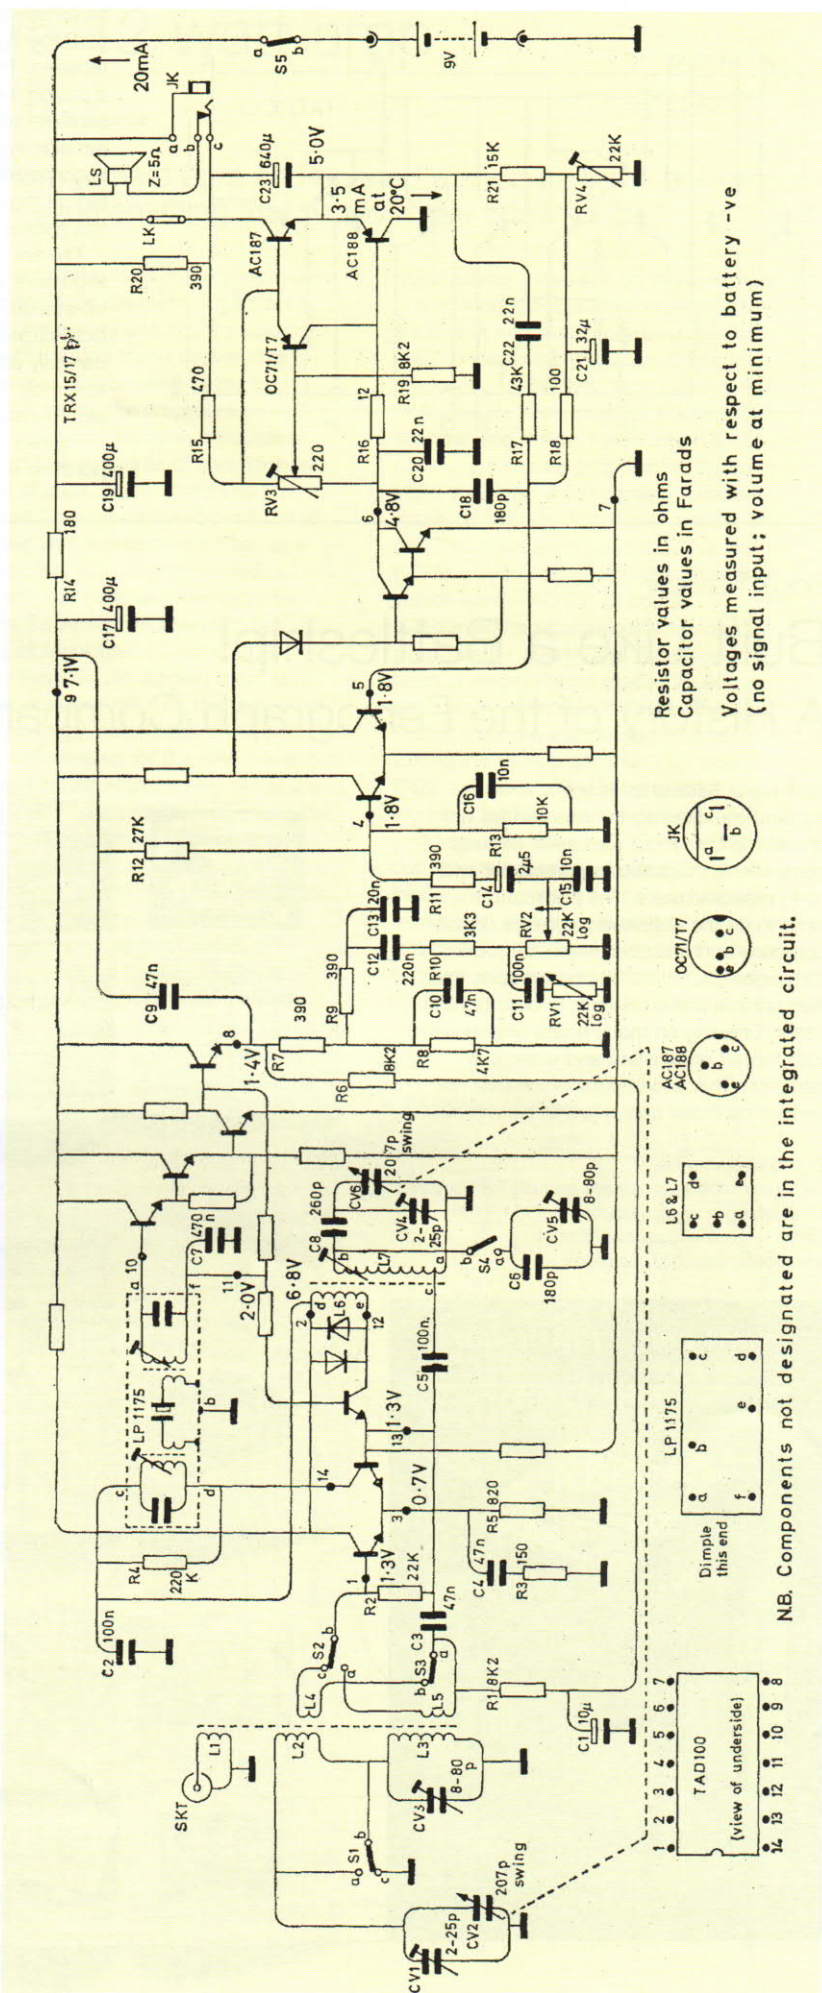 SKT
L1
L2
L3
S1
a
b
c
CV1
2-25p
CV2
207p
swing
CV3
8-80
p
C2
100n
R4
220
K
L4
L5
S2
c
b
a
S3
b
a
C3
47n
R1 8K2
C1 10μ
R2
22K
1
1·3V
3
0·7V
C4
47n
R3
150
R5 820
14
13
1·3V
C5
100n
LP1175
c
d
b
a
f
10
11
2·0V
C7
470
n
2
6·8V
12
d
L6
e
C8
260p
b
L7
a
c
CV6
207p
swing
CV4
2-
25p
S4
b
a
C6
180p
CV5
8-80p
C9
47n
8
1·4V
R7
390
R6
8K2
R8
4K7
C10
47n
R9
390
C13 20n
C12
220n
R10
3K3
C11
100n
RV1
22K
log
RV2
22K
log
R11
390
C14
2μ5
C15 10n
R12 27K
4
1·8V
R13
10K
C16
10n
5
1·8V
9 7·1V
C17 400μ
R14
180
C19 400μ
TRX15/17
6
4·8V
C18
180p
7
RV3
220
R15
470
R20
390
OC71/T7
R16
12
C20 22n
R19 8K2
R17
43K
C22 22n
R18
100
C21 32μ
AC187
AC188
LK
LS
Z=5Ω
JK
a
b
c
C23 640μ
5·0V
3·5
mA
at
20°C
R21 15K
RV4
22K
20mA
S5
a
b
9V
Resistor values in ohms
Capacitor values in Farads
Voltages measured with respect to battery -ve
(no signal input; volume at minimum)
1 2 3 4 5 6 7
TAD100
(view of underside)
14 13 12 11 10 9 8
Dimple
this end
LP1175
a b c
f e d
L6 & L7
c d
b
a e
AC187
AC188
b
e c
OC71/T7
e b c
JK
a c
b
N.B. Components not designated are in the integrated circuit.